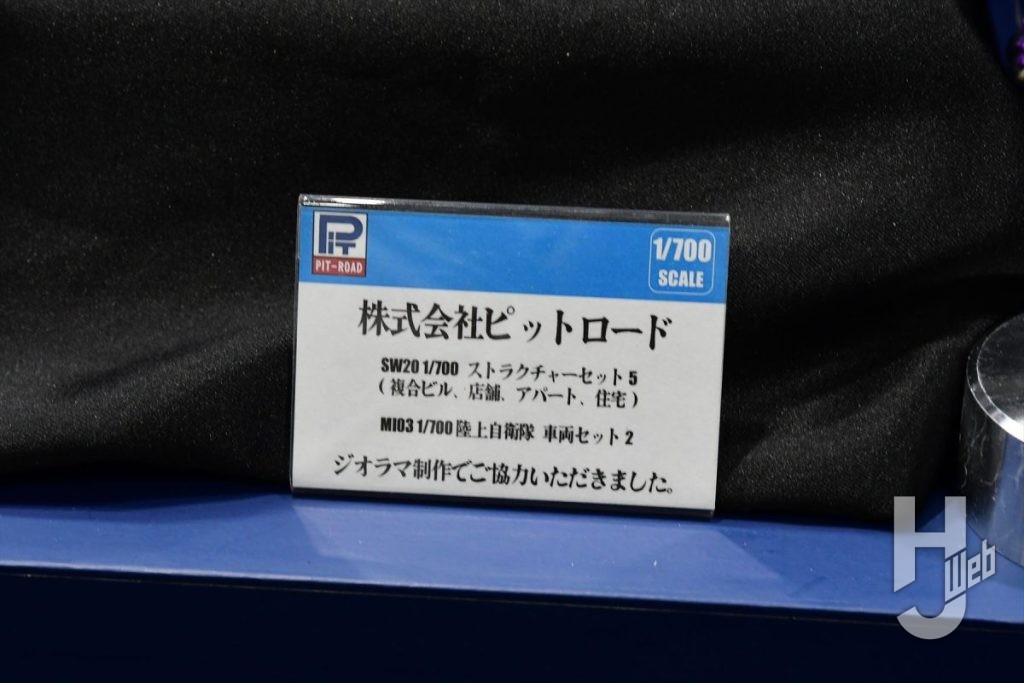 PIT
PIT-ROAD
1/700
SCALE
株式会社ピットロード
SW20 1/700 ストラクチャーセット 5
( 複合ビル、店舗、アパート、住宅 )
MI03 1/700 陸上自衛隊 車両セット 2
ジオラマ制作でご協力いただきました。
HJ Web